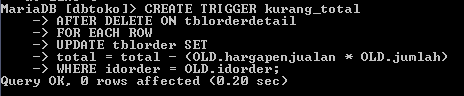 MariaDB [dbtoko]> CREATE TRIGGER kurang_total
    -> AFTER DELETE ON tblorderdetail
    -> FOR EACH ROW
    -> UPDATE tblorder SET
    -> total = total - (OLD.hargapenjualan * OLD.jumlah)
    -> WHERE idorder = OLD.idorder;
Query OK, 0 rows affected (0.20 sec)